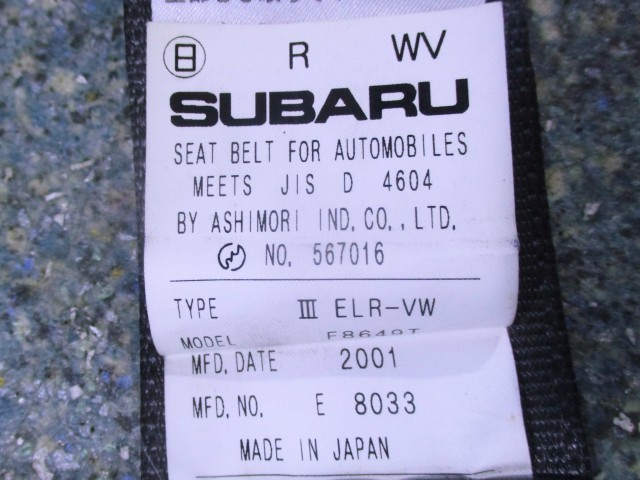 日 R WV
SUBARU
SEAT BELT FOR AUTOMOBILES
MEETS JIS D 4604
BY ASHIMORI IND.CO.,LTD.
NO. 567016
TYPE III ELR-VW
MODEL
MFD.DATE 2001
MFD.NO. E 8033
MADE IN JAPAN